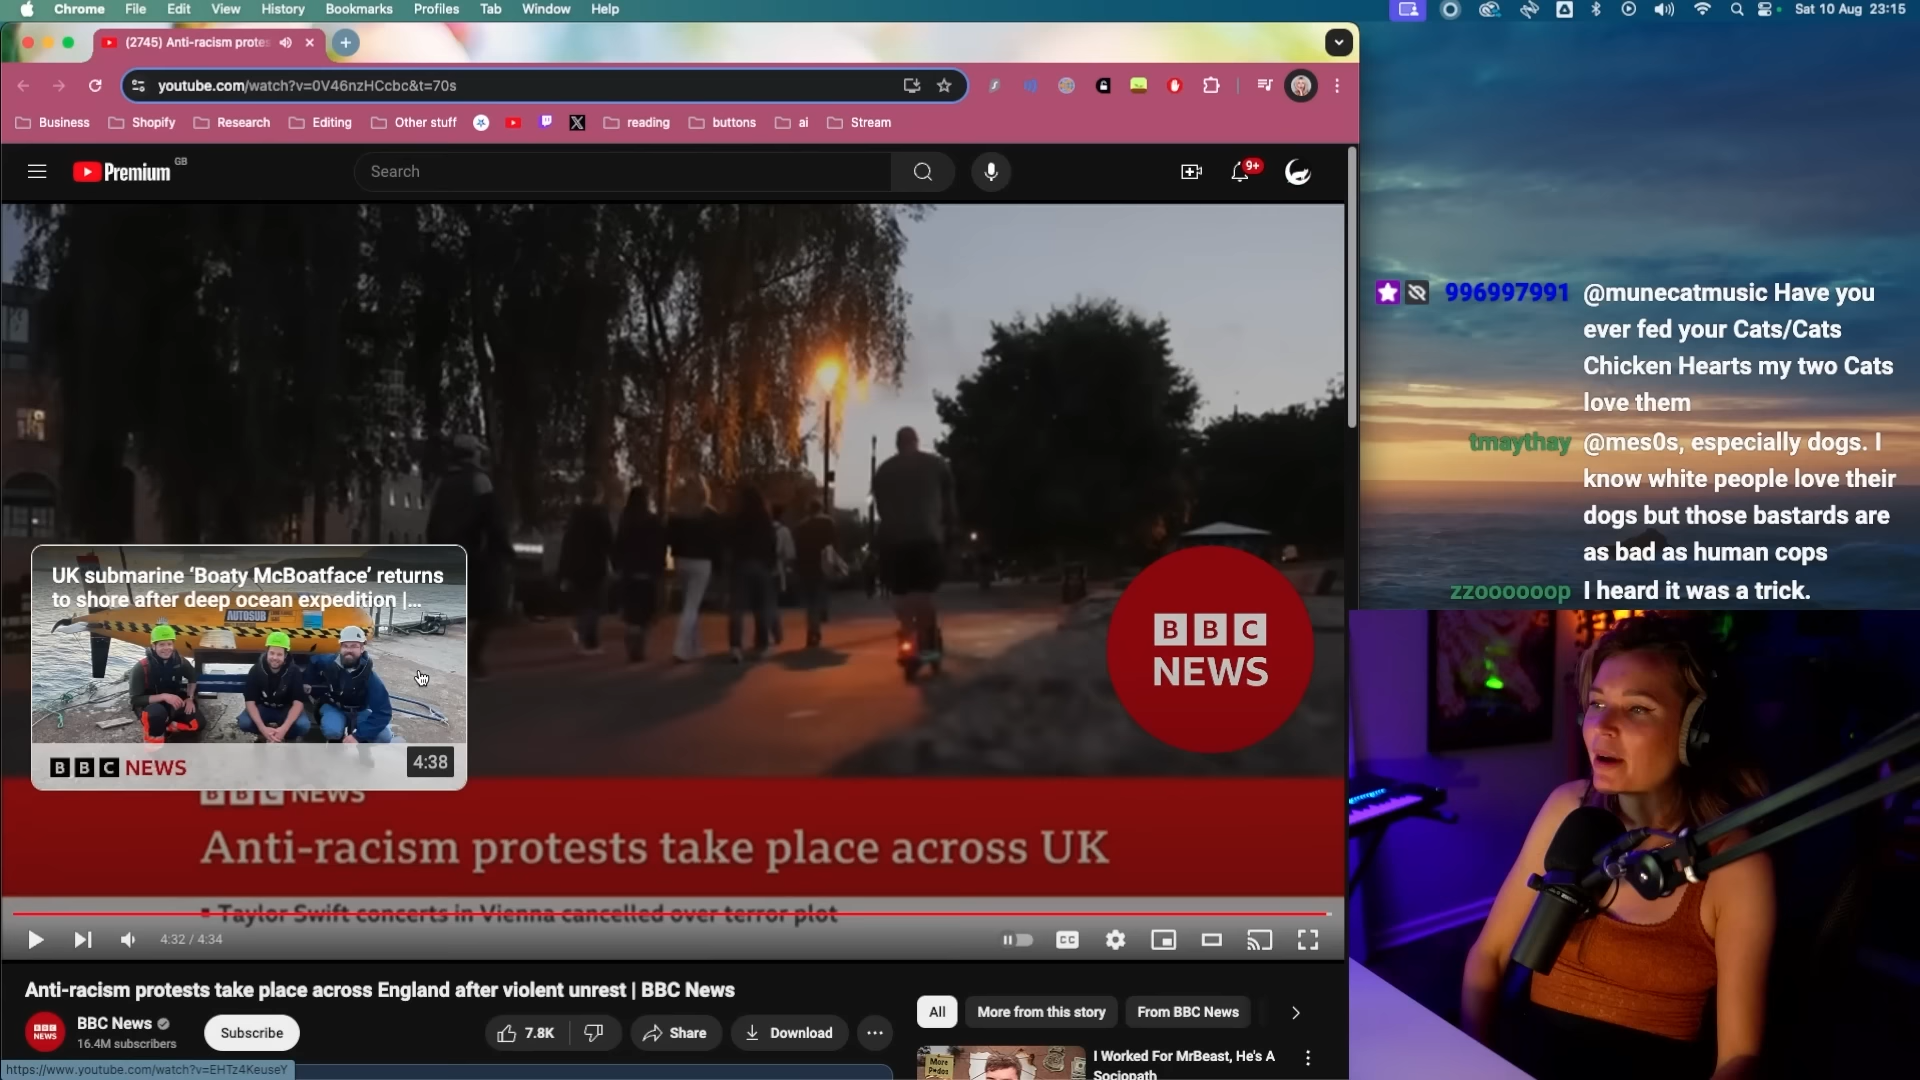 Chrome File Edit View History Bookmarks Profiles Tab Window Help
Sat 10 Aug 23:15
(2745) Anti-racism protes
youtube.com/watch?v=0V46nzHCcbc&t=70s
Business Shopify Research Editing Other stuff reading buttons ai Stream
Premium GB
Search
9+
996997991 @munecatmusic Have you
ever fed your Cats/Cats
Chicken Hearts my two Cats
love them
tmaythay @mes0s, especially dogs. I
know white people love their
dogs but those bastards are
as bad as human cops
zzoooooop I heard it was a trick.
UK submarine ‘Boaty McBoatface’ returns
to shore after deep ocean expedition |...
AUTOSUB
BBC NEWS
4:38
BBC
NEWS
BBC NEWS
Anti-racism protests take place across UK
Taylor Swift concerts in Vienna cancelled over terror plot
4:32 / 4:34
CC
Anti-racism protests take place across England after violent unrest | BBC News
BBC NEWS
BBC News
16.4M subscribers
Subscribe
7.8K
Share
Download
All
More from this story
From BBC News
More
I Worked For MrBeast, He's A
Sociopath
https://www.youtube.com/watch?v=EHTz4KeuseY